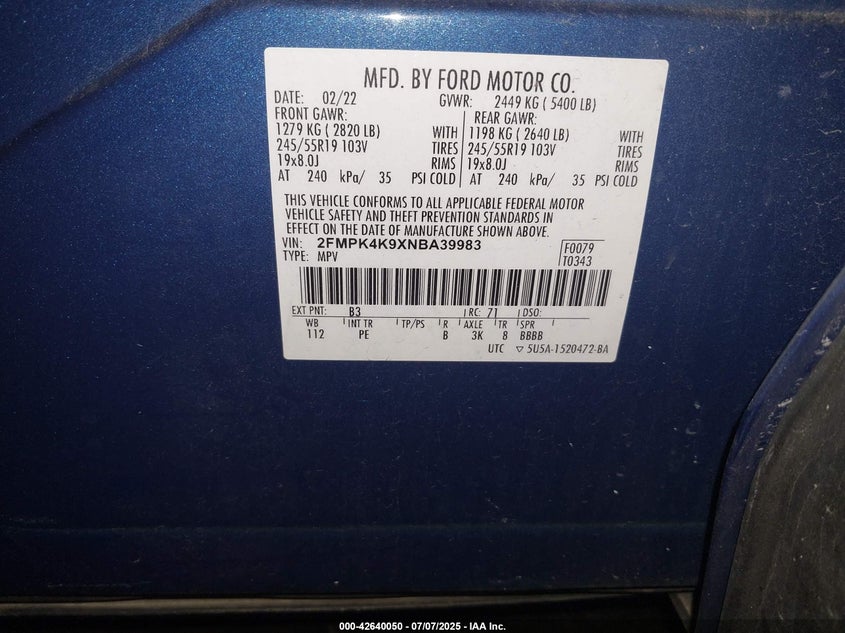 MFD. BY FORD MOTOR CO.
DATE: 02/22 GVWR: 2449 KG ( 5400 LB)
FRONT GAWR: REAR GAWR:
1279 KG ( 2820 LB) WITH 1198 KG ( 2640 LB) WITH
245/55R19 103V TIRES 245/55R19 103V TIRES
19x8.0J RIMS 19x8.0J RIMS
AT 240 kPa/ 35 PSI COLD AT 240 kPa/ 35 PSI COLD
THIS VEHICLE CONFORMS TO ALL APPLICABLE FEDERAL MOTOR
VEHICLE SAFETY AND THEFT PREVENTION STANDARDS IN
EFFECT ON THE DATE OF MANUFACTURE SHOWN ABOVE.
VIN: 2FMPK4K9XNBA39983 F0079
TYPE: MPV T0343
EXT PNT: B3 RC: 71 DSO:
WB INT TR TP/PS R AXLE TR SPR
112 PE B 3K 8 BBBB
UTC ▽ 5U5A-1520472-BA
000-42640050 - 07/07/2025 - IAA Inc.